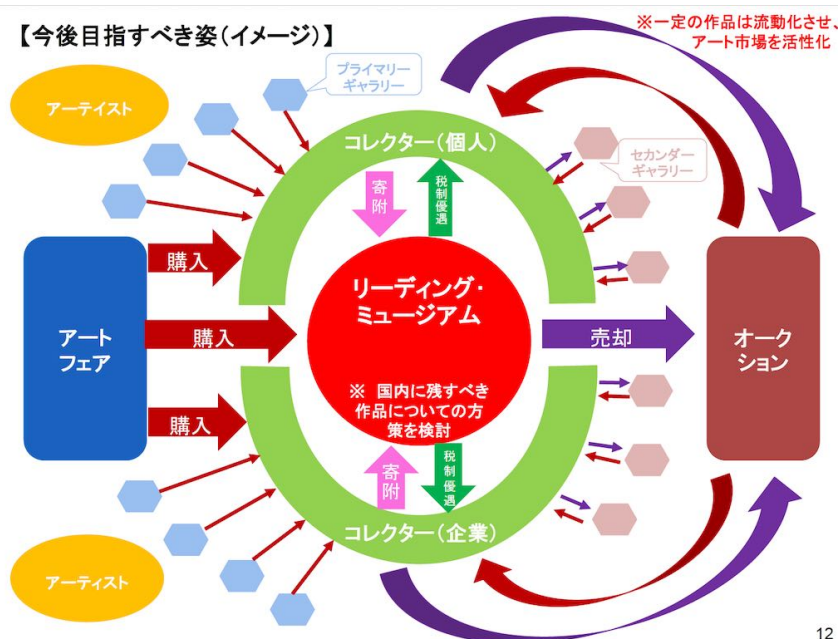 【今後目指すべき姿(イメージ)】
※一定の作品は流動化させ、
アート市場を活性化
アーテイスト
プライマリー
ギャラリー
コレクター(個人)
セカンダー
ギャラリー
寄附
税制優遇
購入
アート
フェア
購入
リーディング・
ミュージアム
売却
オーク
ション
※ 国内に残すべき
作品についての方
策を検討
購入
寄附
税制優遇
コレクター(企業)
アーティスト
12